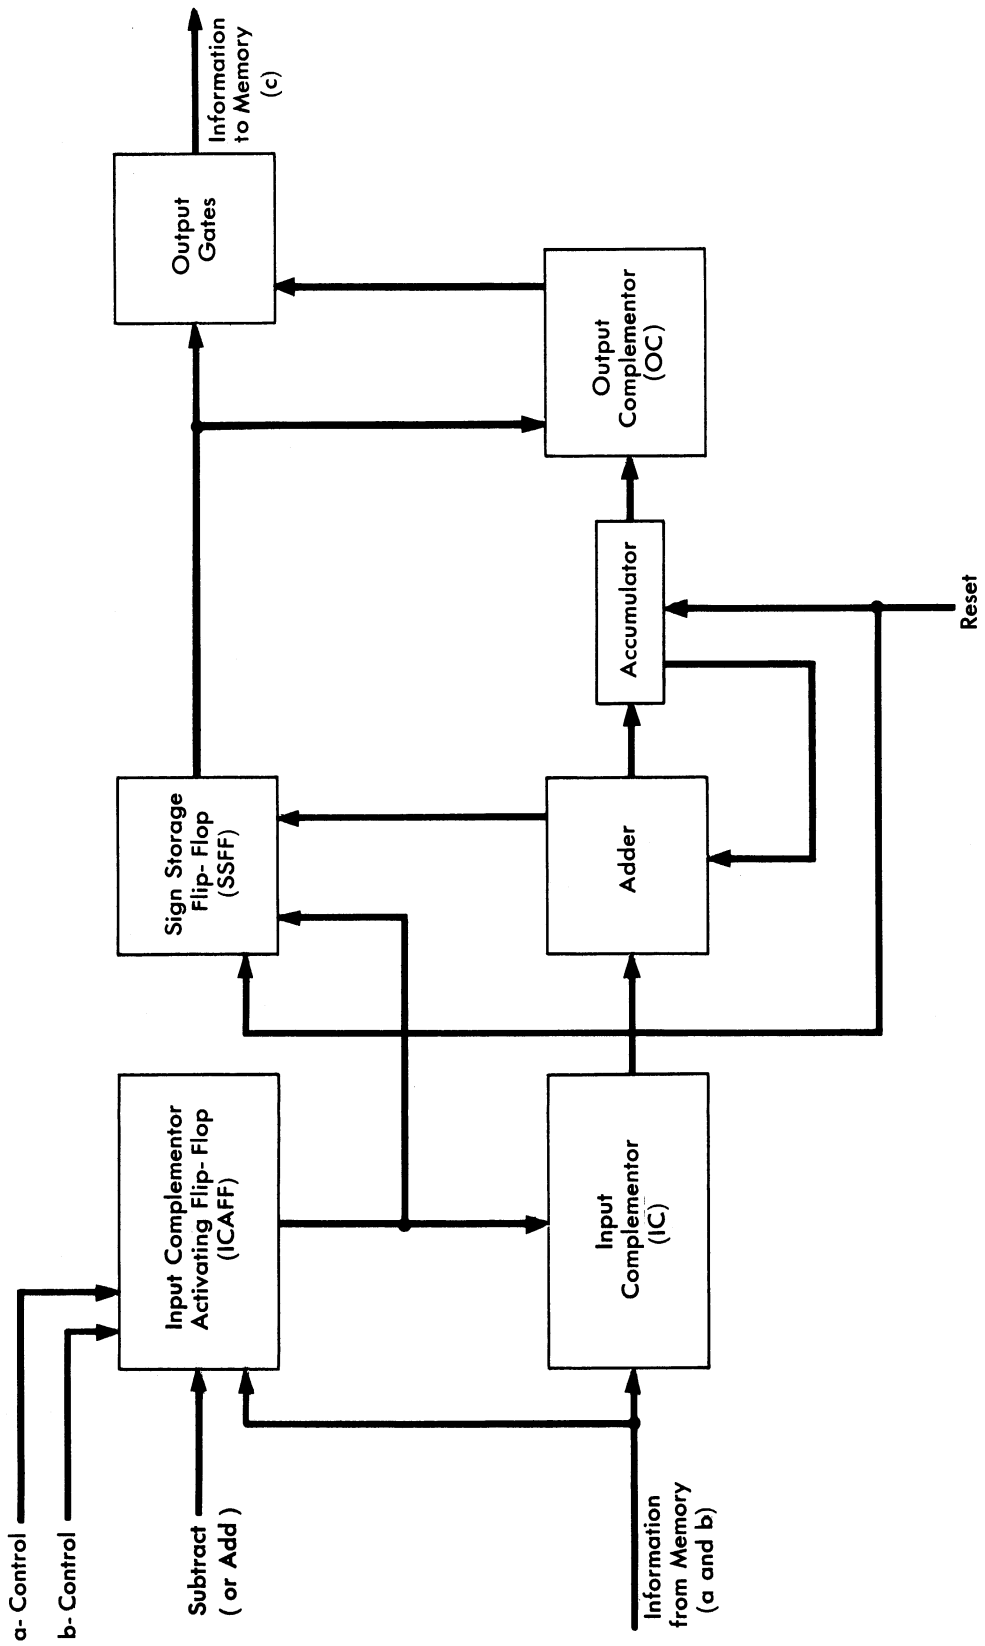 a- Control
b- Control
Subtract
( or Add )
Information
from Memory
(a and b)
Input Complementor
Activating Flip- Flop
(ICAFF)
Input
Complementor
(IC)
Sign Storage
Flip- Flop
(SSFF)
Adder
Accumulator
Reset
Output
Complementor
(OC)
Output
Gates
Information
to Memory
(c)